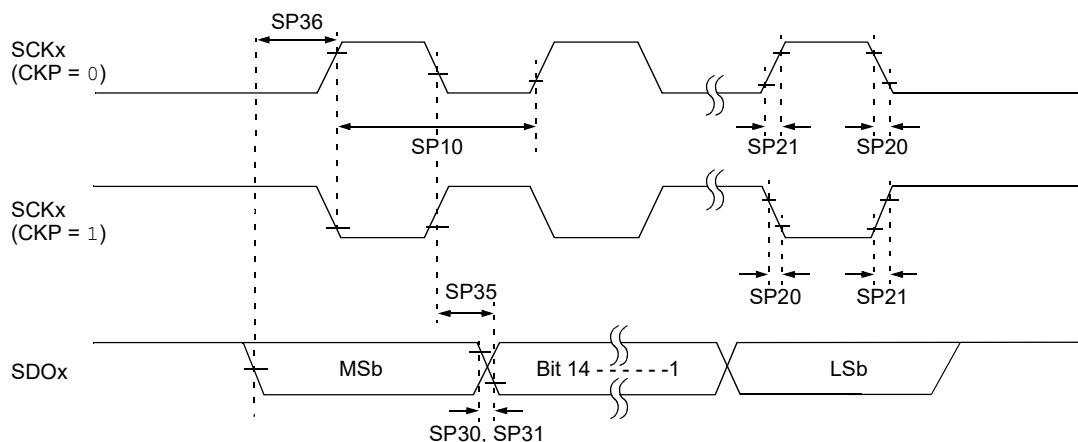 SP36
SCKx
(CKP = 0)
SP10
SP21
SP20
SCKx
(CKP = 1)
SP35
SP20
SP21
SDOx
MSb
Bit 14 - - - - - -1
LSb
SP30, SP31